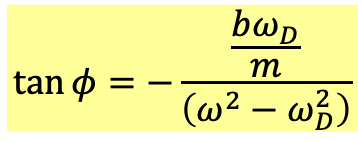 tan ϕ = − (bω_D / m) / (ω² − ω_D²)